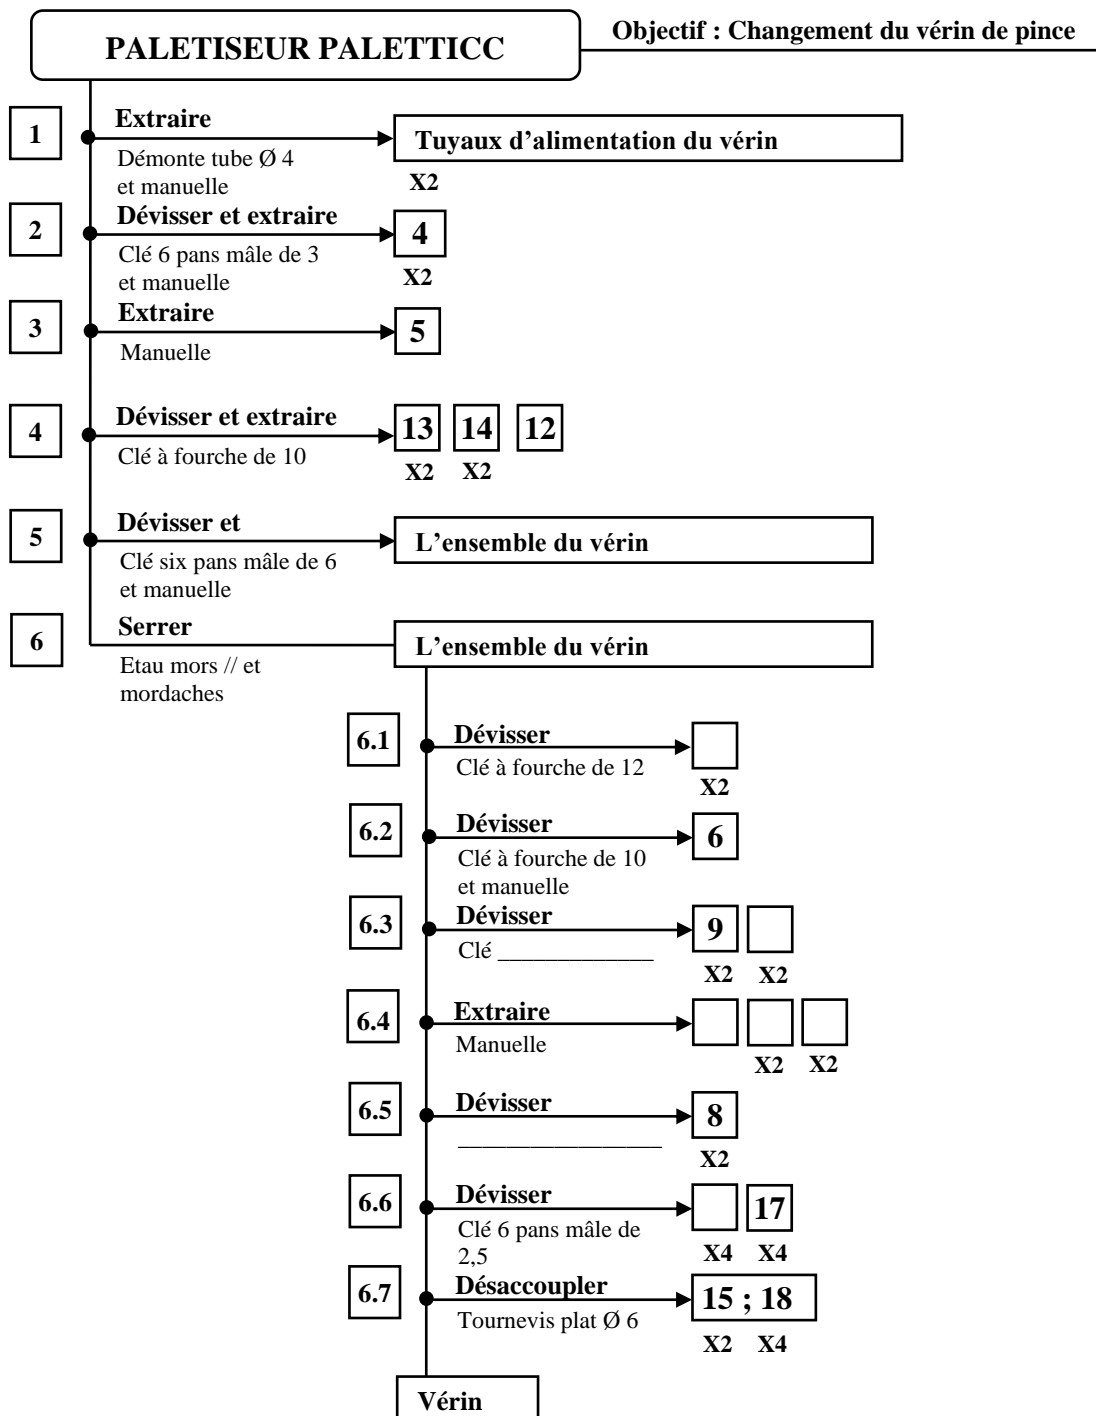 PALETISEUR PALETTICC
Objectif : Changement du vérin de pince
1
Extraire
Démonte tube Ø 4
et manuelle
Tuyaux d’alimentation du vérin
X2
2
Dévisser et extraire
Clé 6 pans mâle de 3
et manuelle
4
X2
3
Extraire
Manuelle
5
4
Dévisser et extraire
Clé à fourche de 10
13 14 12
X2 X2
5
Dévisser et
Clé six pans mâle de 6
et manuelle
L’ensemble du vérin
6
Serrer
Etau mors // et
mordaches
L’ensemble du vérin
6.1
Dévisser
Clé à fourche de 12
X2
6.2
Dévisser
Clé à fourche de 10
et manuelle
6
6.3
Dévisser
Clé _____________
9
X2 X2
6.4
Extraire
Manuelle
X2 X2
6.5
Dévisser
_________________
8
X2
6.6
Dévisser
Clé 6 pans mâle de
2,5
17
X4 X4
6.7
Désaccoupler
Tournevis plat Ø 6
15 ; 18
X2 X4
Vérin